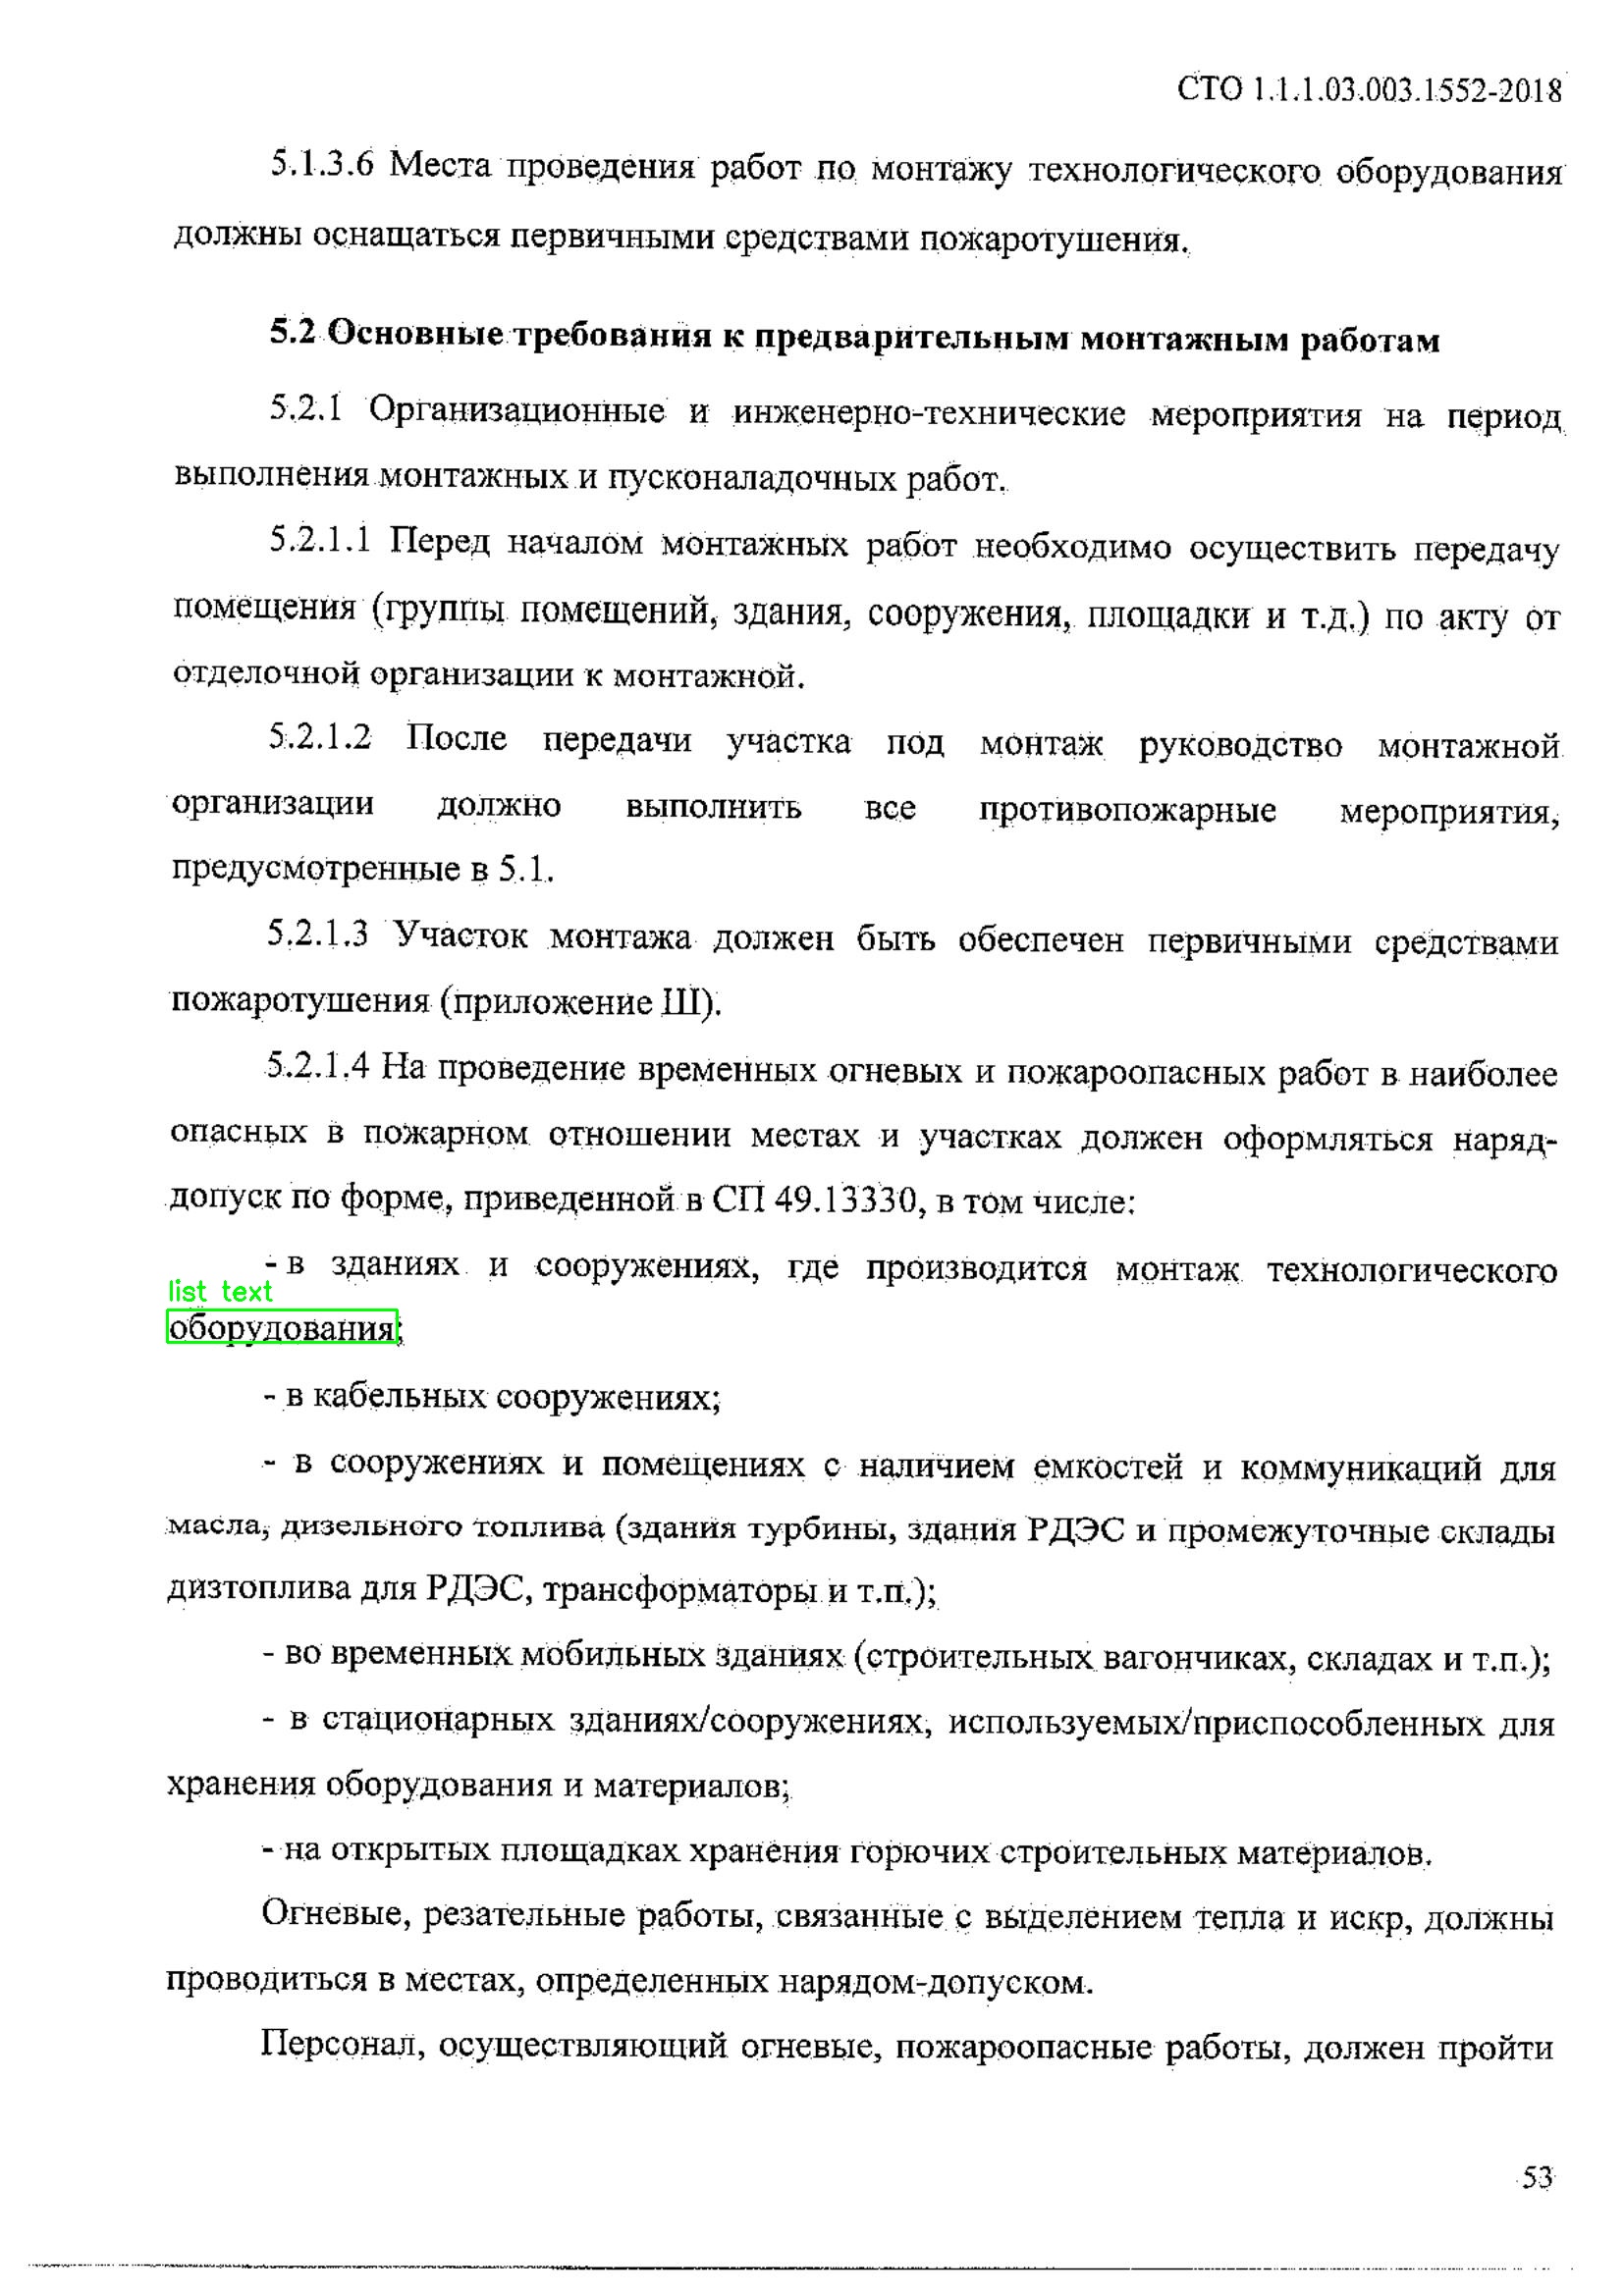 СТО 1.1.1.03.003.1552-2018
5.1.3.6 Места проведения работ по монтажу технологического оборудования
должны оснащаться первичными средствами пожаротушения.
5.2 Основные требования к предварительным монтажным работам
5.2.1 Организационные и инженерно-технические мероприятия на период
выполнения монтажных и пусконаладочных работ.
5.2.1.1 Перед началом монтажных работ необходимо осуществить передачу
помещения (группы помещений, здания, сооружения, площадки и т.д.) по акту от
отделочной организации к монтажной.
5.2.1.2 После передачи участка под монтаж руководство монтажной
организации должно выполнить все противопожарные мероприятия,
предусмотренные в 5.1.
5.2.1.3 Участок монтажа должен быть обеспечен первичными средствами
пожаротушения (приложение Ш).
5.2.1.4 На проведение временных огневых и пожароопасных работ в наиболее
опасных в пожарном отношении местах и участках должен оформляться наряд-
допуск по форме, приведенной в СП 49.13330, в том числе:
- в зданиях и сооружениях, где производится монтаж технологического
list text
оборудования;
- в кабельных сооружениях;
- в сооружениях и помещениях с наличием емкостей и коммуникаций для
масла, дизельного топлива (здания турбины, здания РДЭС и промежуточные склады
дизтоплива для РДЭС, трансформаторы и т.п.);
- во временных мобильных зданиях (строительных вагончиках, складах и т.п.);
- в стационарных зданиях/сооружениях, используемых/приспособленных для
хранения оборудования и материалов;
- на открытых площадках хранения горючих строительных материалов.
Огневые, резательные работы, связанные с выделением тепла и искр, должны
проводиться в местах, определенных нарядом-допуском.
Персонал, осуществляющий огневые, пожароопасные работы, должен пройти
53